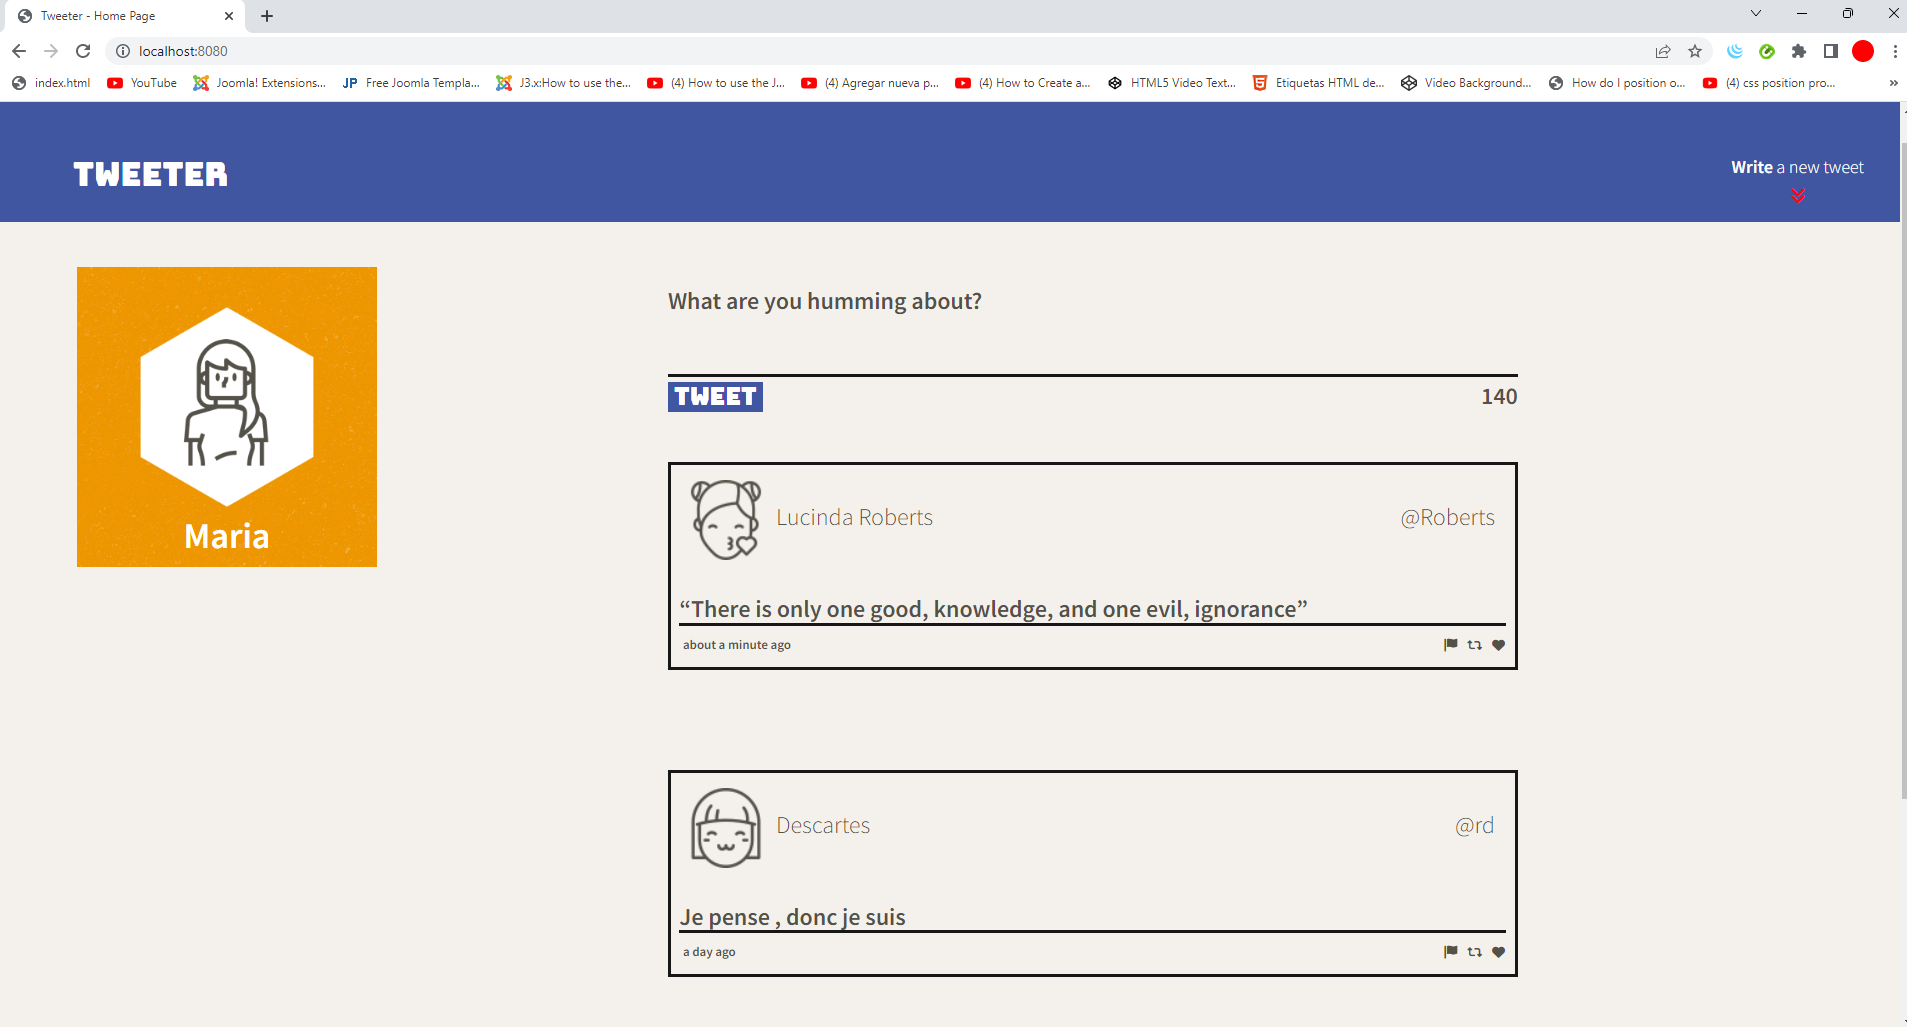 Tweeter - Home Page
localhost:8080
index.html
YouTube
Joomla! Extensions...
JP Free Joomla Templa...
J3.x:How to use the...
(4) How to use the J...
(4) Agregar nueva p...
(4) How to Create a...
HTML5 Video Text...
Etiquetas HTML de...
Video Background...
How do I position o...
(4) css position pro...
»
TWEETER
Write a new tweet
Maria
What are you humming about?
TWEET
140
Lucinda Roberts
@Roberts
“There is only one good, knowledge, and one evil, ignorance”
about a minute ago
Descartes
@rd
Je pense , donc je suis
a day ago